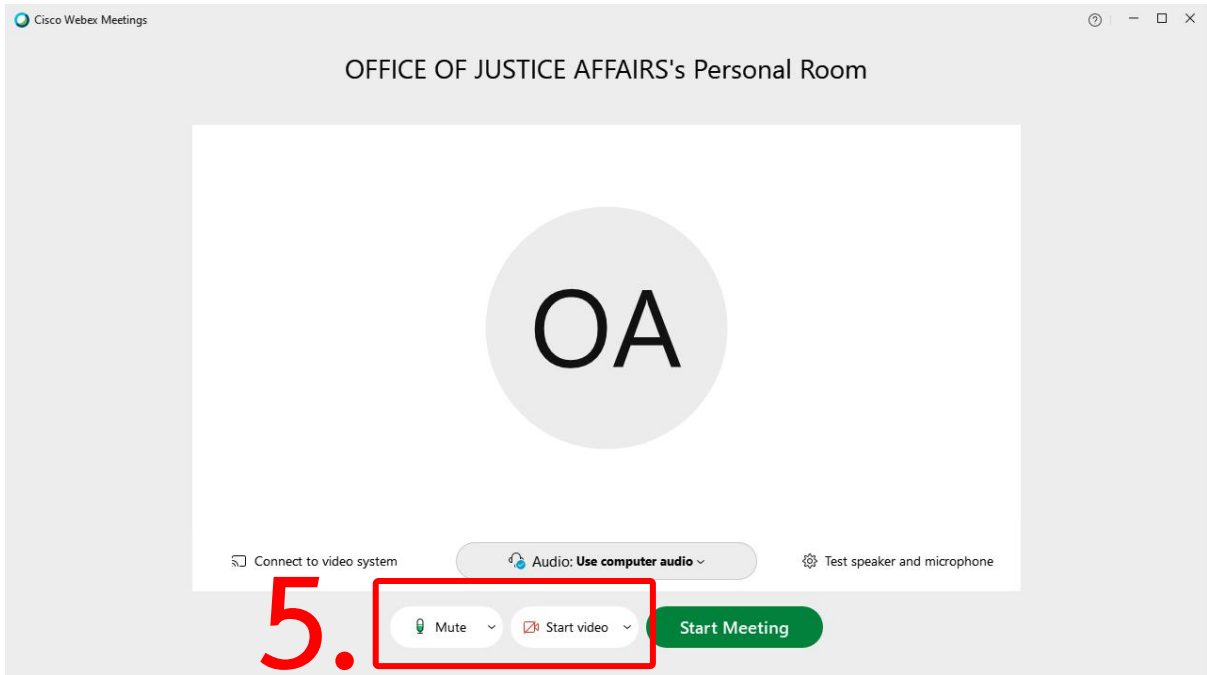 Cisco Webex Meetings
OFFICE OF JUSTICE AFFAIRS's Personal Room
OA
Connect to video system
Audio: Use computer audio
Test speaker and microphone
5.
Mute
Start video
Start Meeting